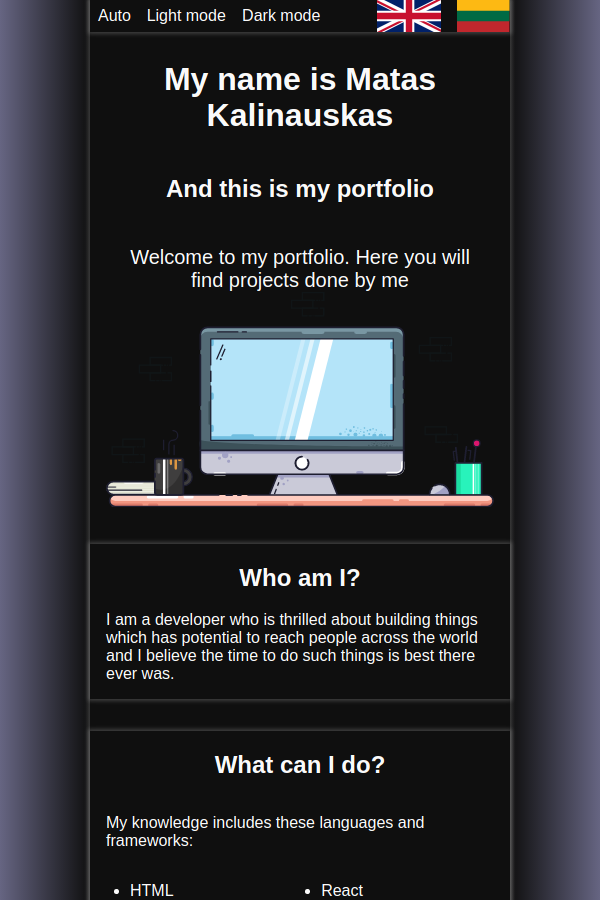 Auto Light mode Dark mode
My name is Matas
Kalinauskas
And this is my portfolio
Welcome to my portfolio. Here you will
find projects done by me
Who am I?
I am a developer who is thrilled about building things
which has potential to reach people across the world
and I believe the time to do such things is best there
ever was.
What can I do?
My knowledge includes these languages and
frameworks:
• HTML • React